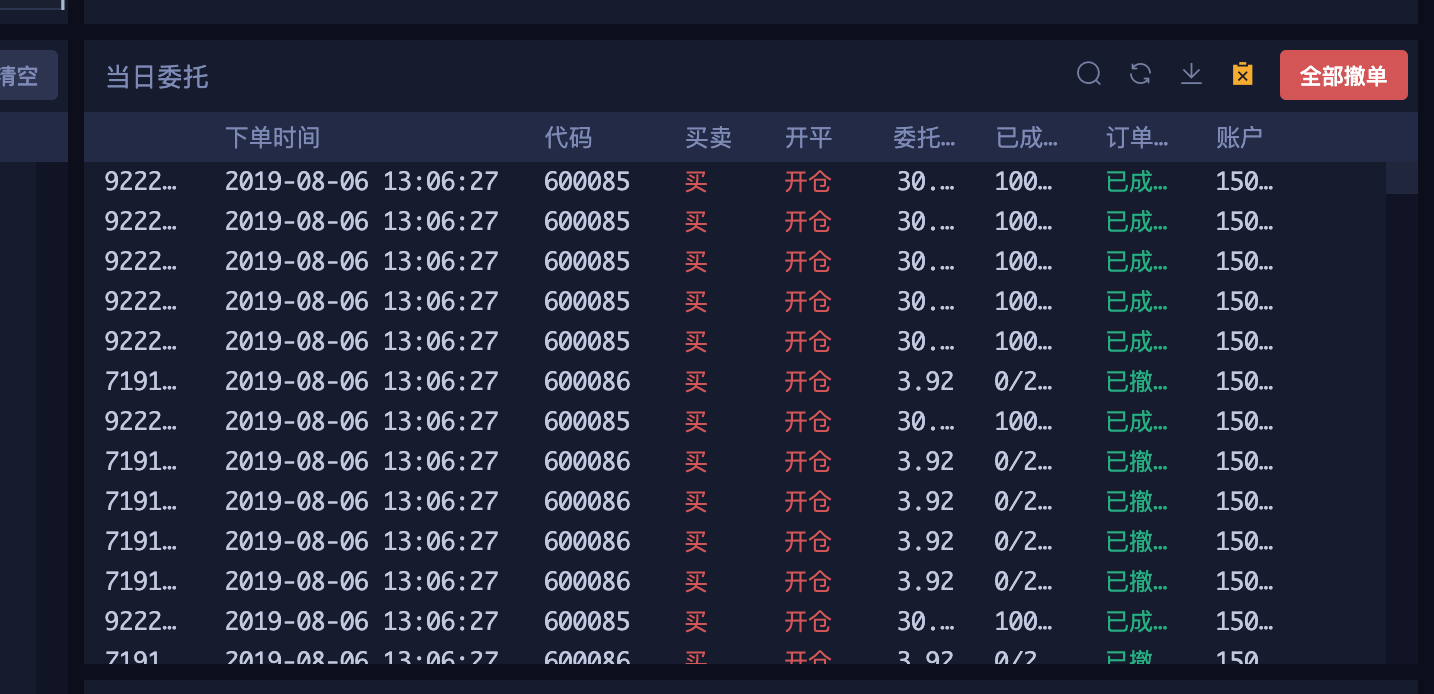 清空
当日委托 全部撤单
下单时间 代码 买卖 开平 委托… 已成… 订单… 账户
9222… 2019-08-06 13:06:27 600085 买 开仓 30.… 100… 已成… 150…
9222… 2019-08-06 13:06:27 600085 买 开仓 30.… 100… 已成… 150…
9222… 2019-08-06 13:06:27 600085 买 开仓 30.… 100… 已成… 150…
9222… 2019-08-06 13:06:27 600085 买 开仓 30.… 100… 已成… 150…
9222… 2019-08-06 13:06:27 600085 买 开仓 30.… 100… 已成… 150…
7191… 2019-08-06 13:06:27 600086 买 开仓 3.92 0/2… 已撤… 150…
9222… 2019-08-06 13:06:27 600085 买 开仓 30.… 100… 已成… 150…
7191… 2019-08-06 13:06:27 600086 买 开仓 3.92 0/2… 已撤… 150…
7191… 2019-08-06 13:06:27 600086 买 开仓 3.92 0/2… 已撤… 150…
7191… 2019-08-06 13:06:27 600086 买 开仓 3.92 0/2… 已撤… 150…
7191… 2019-08-06 13:06:27 600086 买 开仓 3.92 0/2… 已撤… 150…
9222… 2019-08-06 13:06:27 600085 买 开仓 30.… 100… 已成… 150…
7191… 2019-08-06 13:06:27 600086 买 开仓 3.92 0/2… 已撤… 150…